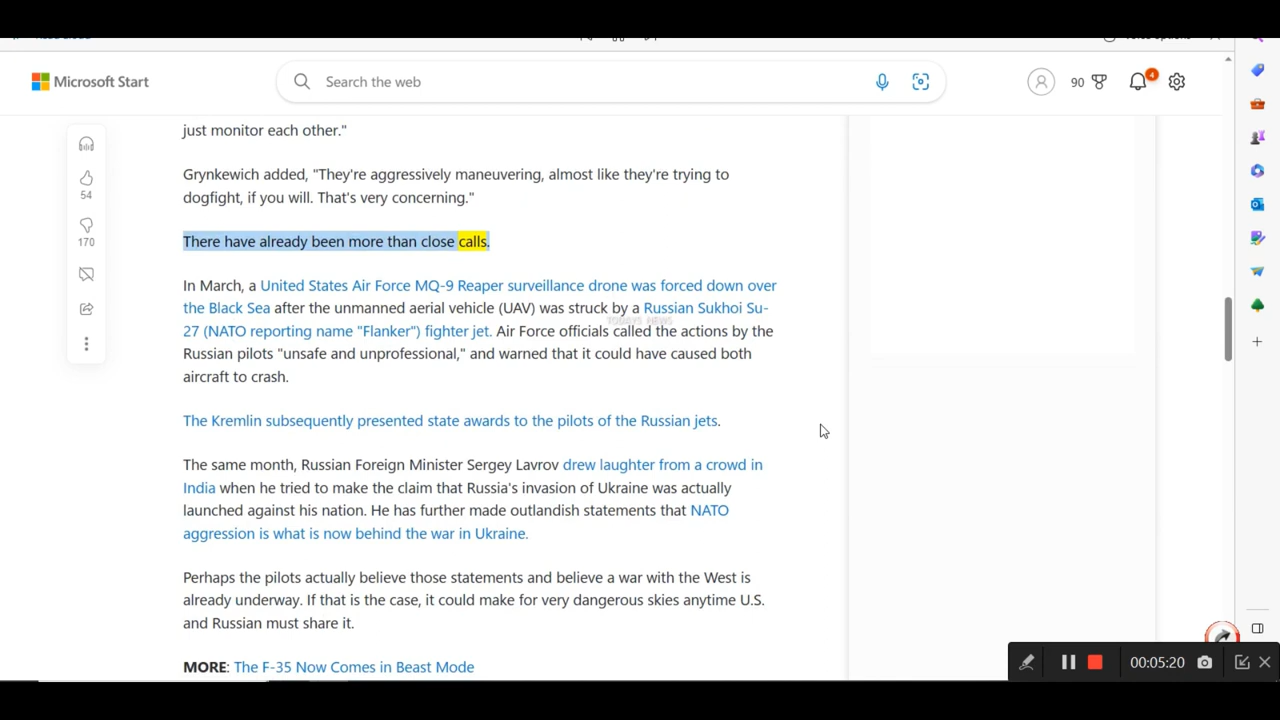 Microsoft Start
Search the web
90
4
just monitor each other."
54
170
Grynkewich added, "They're aggressively maneuvering, almost like they're trying to
dogfight, if you will. That's very concerning."
There have already been more than close calls.
In March, a United States Air Force MQ-9 Reaper surveillance drone was forced down over
the Black Sea after the unmanned aerial vehicle (UAV) was struck by a Russian Sukhoi Su-
TODAYS NEWS
27 (NATO reporting name "Flanker") fighter jet. Air Force officials called the actions by the
Russian pilots "unsafe and unprofessional," and warned that it could have caused both
aircraft to crash.
The Kremlin subsequently presented state awards to the pilots of the Russian jets.
The same month, Russian Foreign Minister Sergey Lavrov drew laughter from a crowd in
India when he tried to make the claim that Russia's invasion of Ukraine was actually
launched against his nation. He has further made outlandish statements that NATO
aggression is what is now behind the war in Ukraine.
Perhaps the pilots actually believe those statements and believe a war with the West is
already underway. If that is the case, it could make for very dangerous skies anytime U.S.
and Russian must share it.
MORE: The F-35 Now Comes in Beast Mode
00:05:20